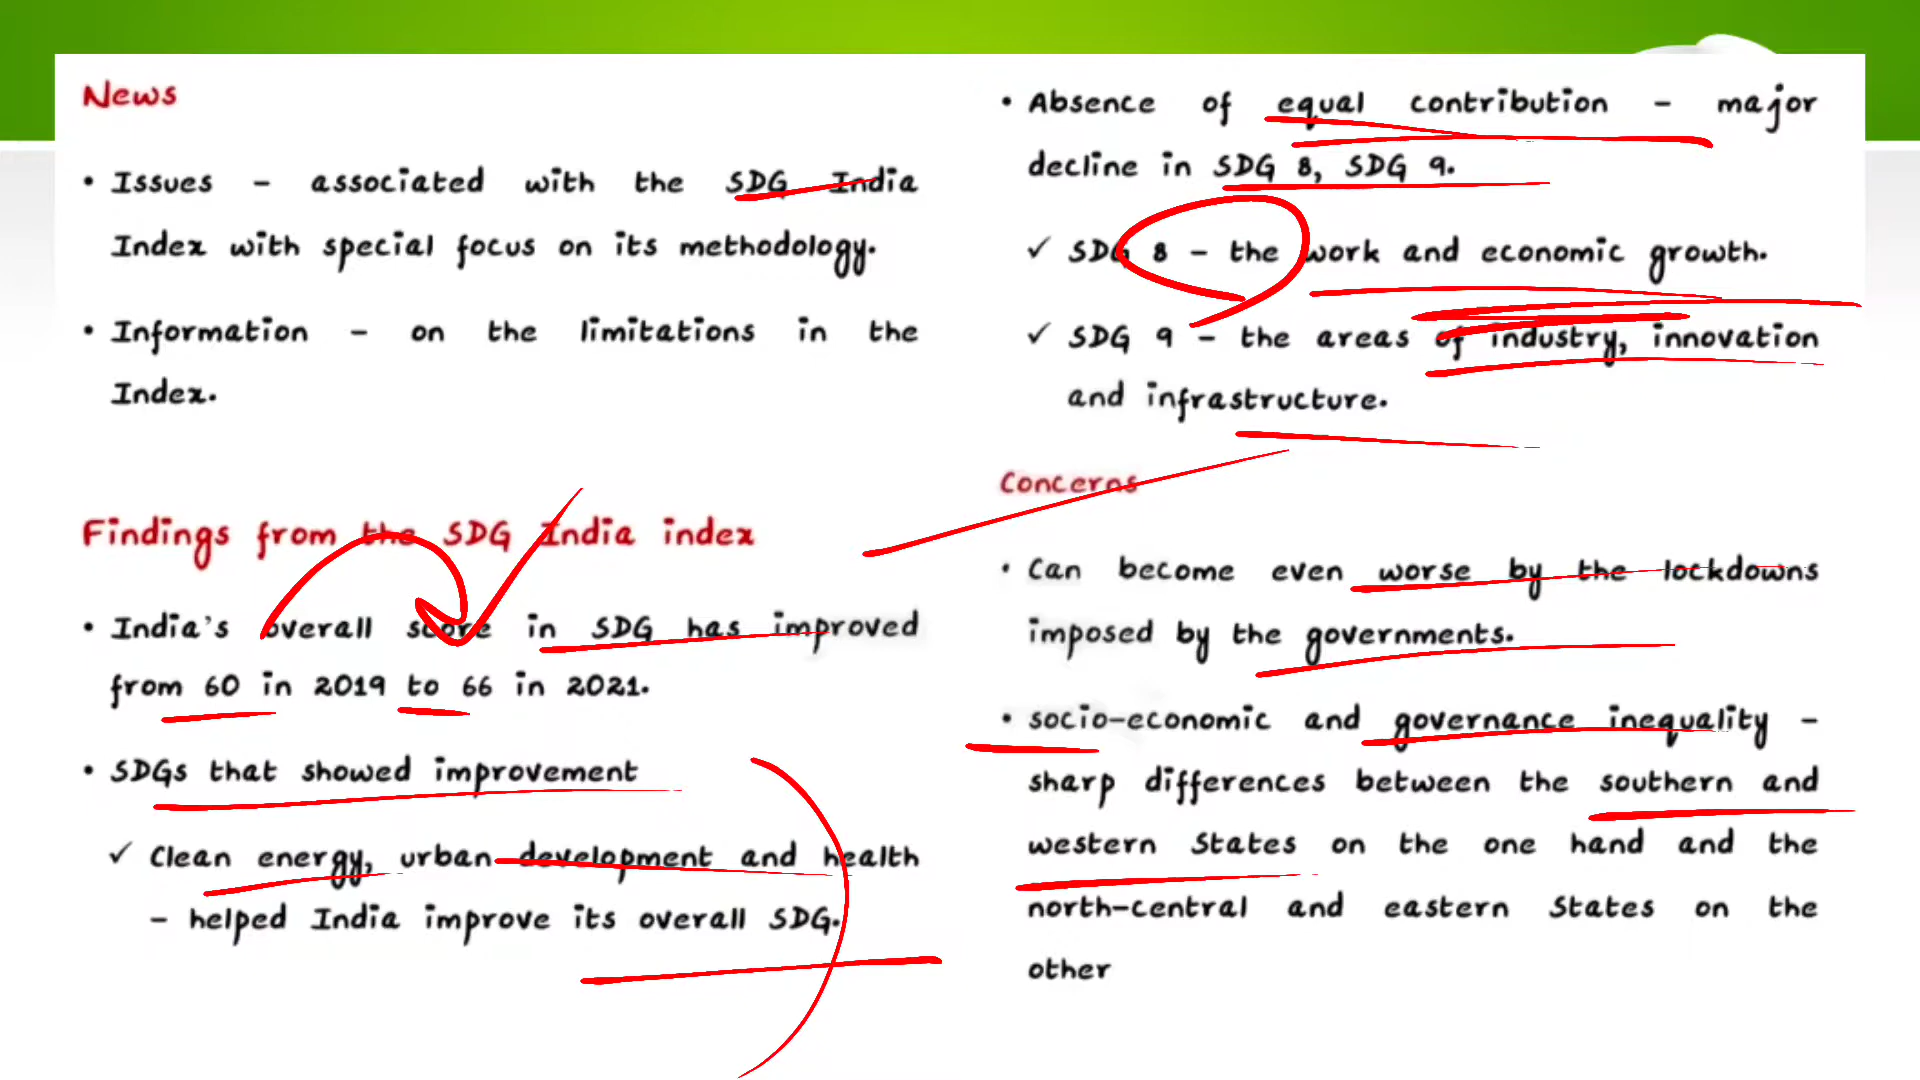 News
• Issues – associated with the SDG India
Index with special focus on its methodology.
• Information – on the limitations in the
Index.
Findings from the SDG India index
• India's overall score in SDG has improved
from 60 in 2019 to 66 in 2021.
• SDGs that showed improvement
✓ Clean energy, urban development and health
– helped India improve its overall SDG.
• Absence of equal contribution – major
decline in SDG 8, SDG 9.
✓ SDG 8 – the work and economic growth.
✓ SDG 9 – the areas of industry, innovation
and infrastructure.
Concerns
• Can become even worse by the lockdowns
imposed by the governments.
• socio-economic and governance inequality –
sharp differences between the southern and
western States on the one hand and the
north-central and eastern States on the
other